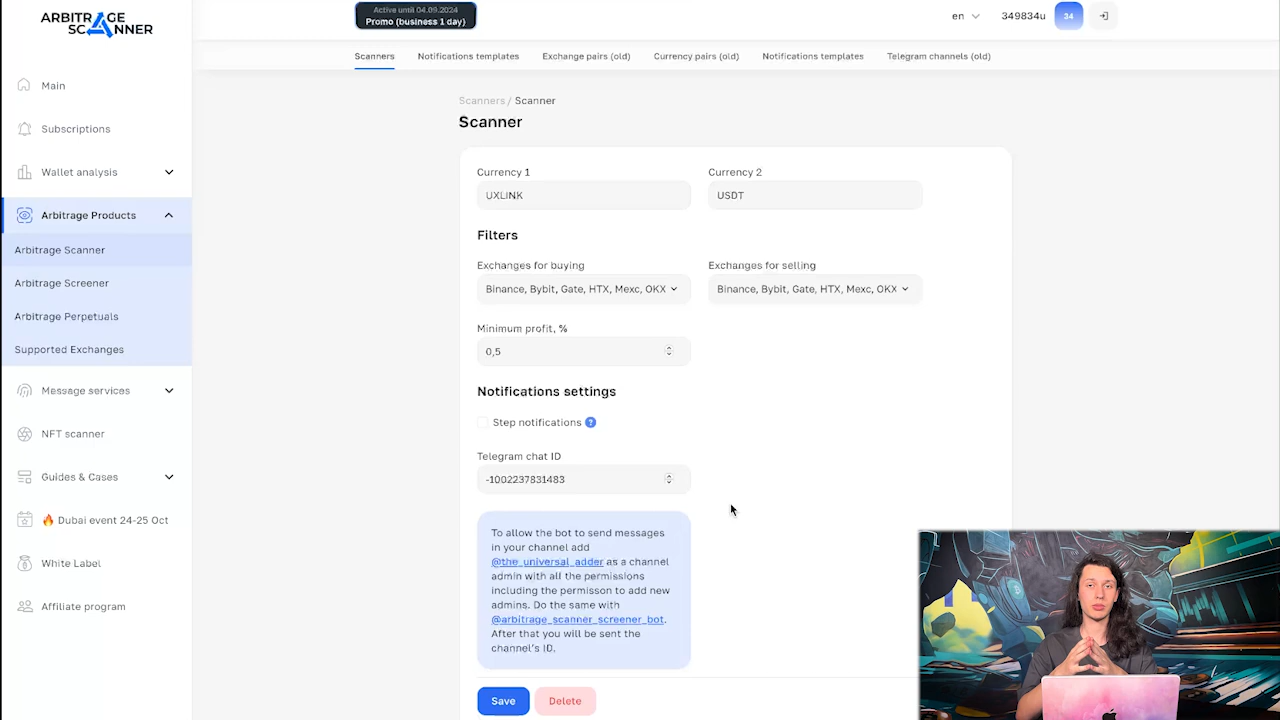 ARBITRAGE
SCANNER
Active until 04.09.2024
Promo (business 1 day)
en
349834u
34
Main
Subscriptions
Wallet analysis
Arbitrage Products
Arbitrage Scanner
Arbitrage Screener
Arbitrage Perpetuals
Supported Exchanges
Message services
NFT scanner
Guides & Cases
🔥 Dubai event 24-25 Oct
White Label
Affiliate program
Scanners
Notifications templates
Exchange pairs (old)
Currency pairs (old)
Notifications templates
Telegram channels (old)
Scanners / Scanner
Scanner
Currency 1
UXLINK
Currency 2
USDT
Filters
Exchanges for buying
Binance, Bybit, Gate, HTX, Mexc, OKX
Exchanges for selling
Binance, Bybit, Gate, HTX, Mexc, OKX
Minimum profit, %
0,5
Notifications settings
Step notifications ?
Telegram chat ID
-1002237831483
To allow the bot to send messages
in your channel add
@the_universal_adder as a channel
admin with all the permissions
including the permisson to add new
admins. Do the same with
@arbitrage_scanner_screener_bot.
After that you will be sent the
channel's ID.
Save
Delete